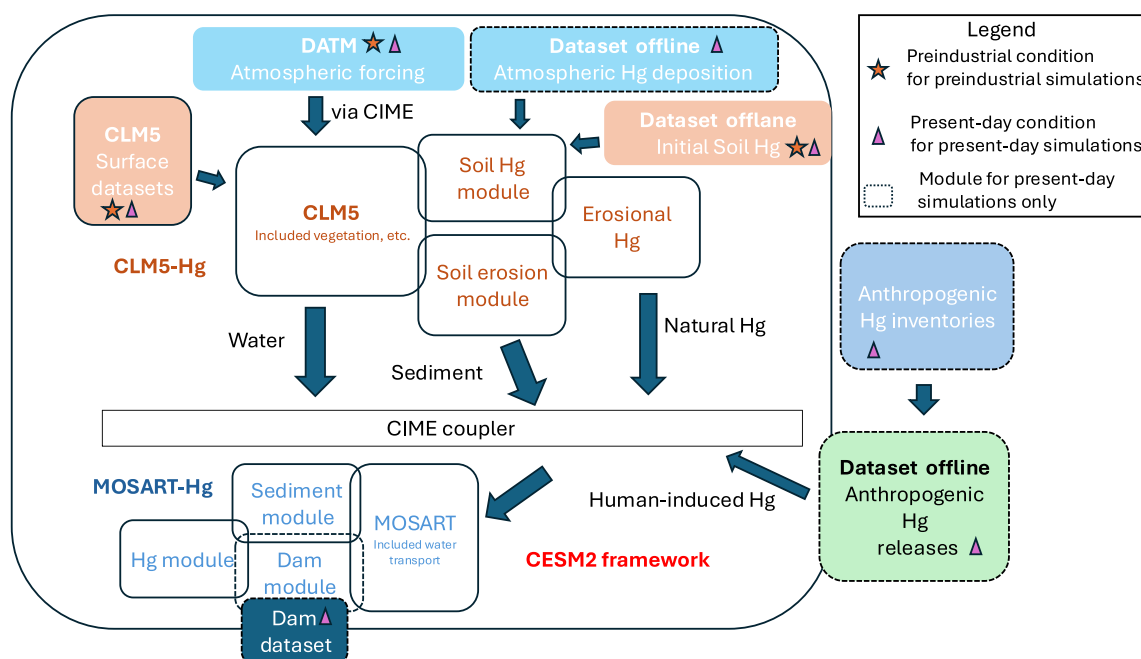 DATM
Atmospheric forcing
Dataset offline
Atmospheric Hg deposition
via CIME
CLM5
Surface
datasets
Dataset offlane
Initial Soil Hg
Soil Hg
module
CLM5
Included vegetation, etc.
Erosional
Hg
CLM5-Hg
Soil erosion
module
Water
Sediment
Natural Hg
CIME coupler
MOSART-Hg
Sediment
module
MOSART
Included water
transport
Hg module
Dam
module
Dam
dataset
Human-induced Hg
CESM2 framework
Legend
Preindustrial condition
for preindustrial simulations
Present-day condition
for present-day simulations
Module for present-day
simulations only
Anthropogenic
Hg inventories
Dataset offline
Anthropogenic
Hg
releases